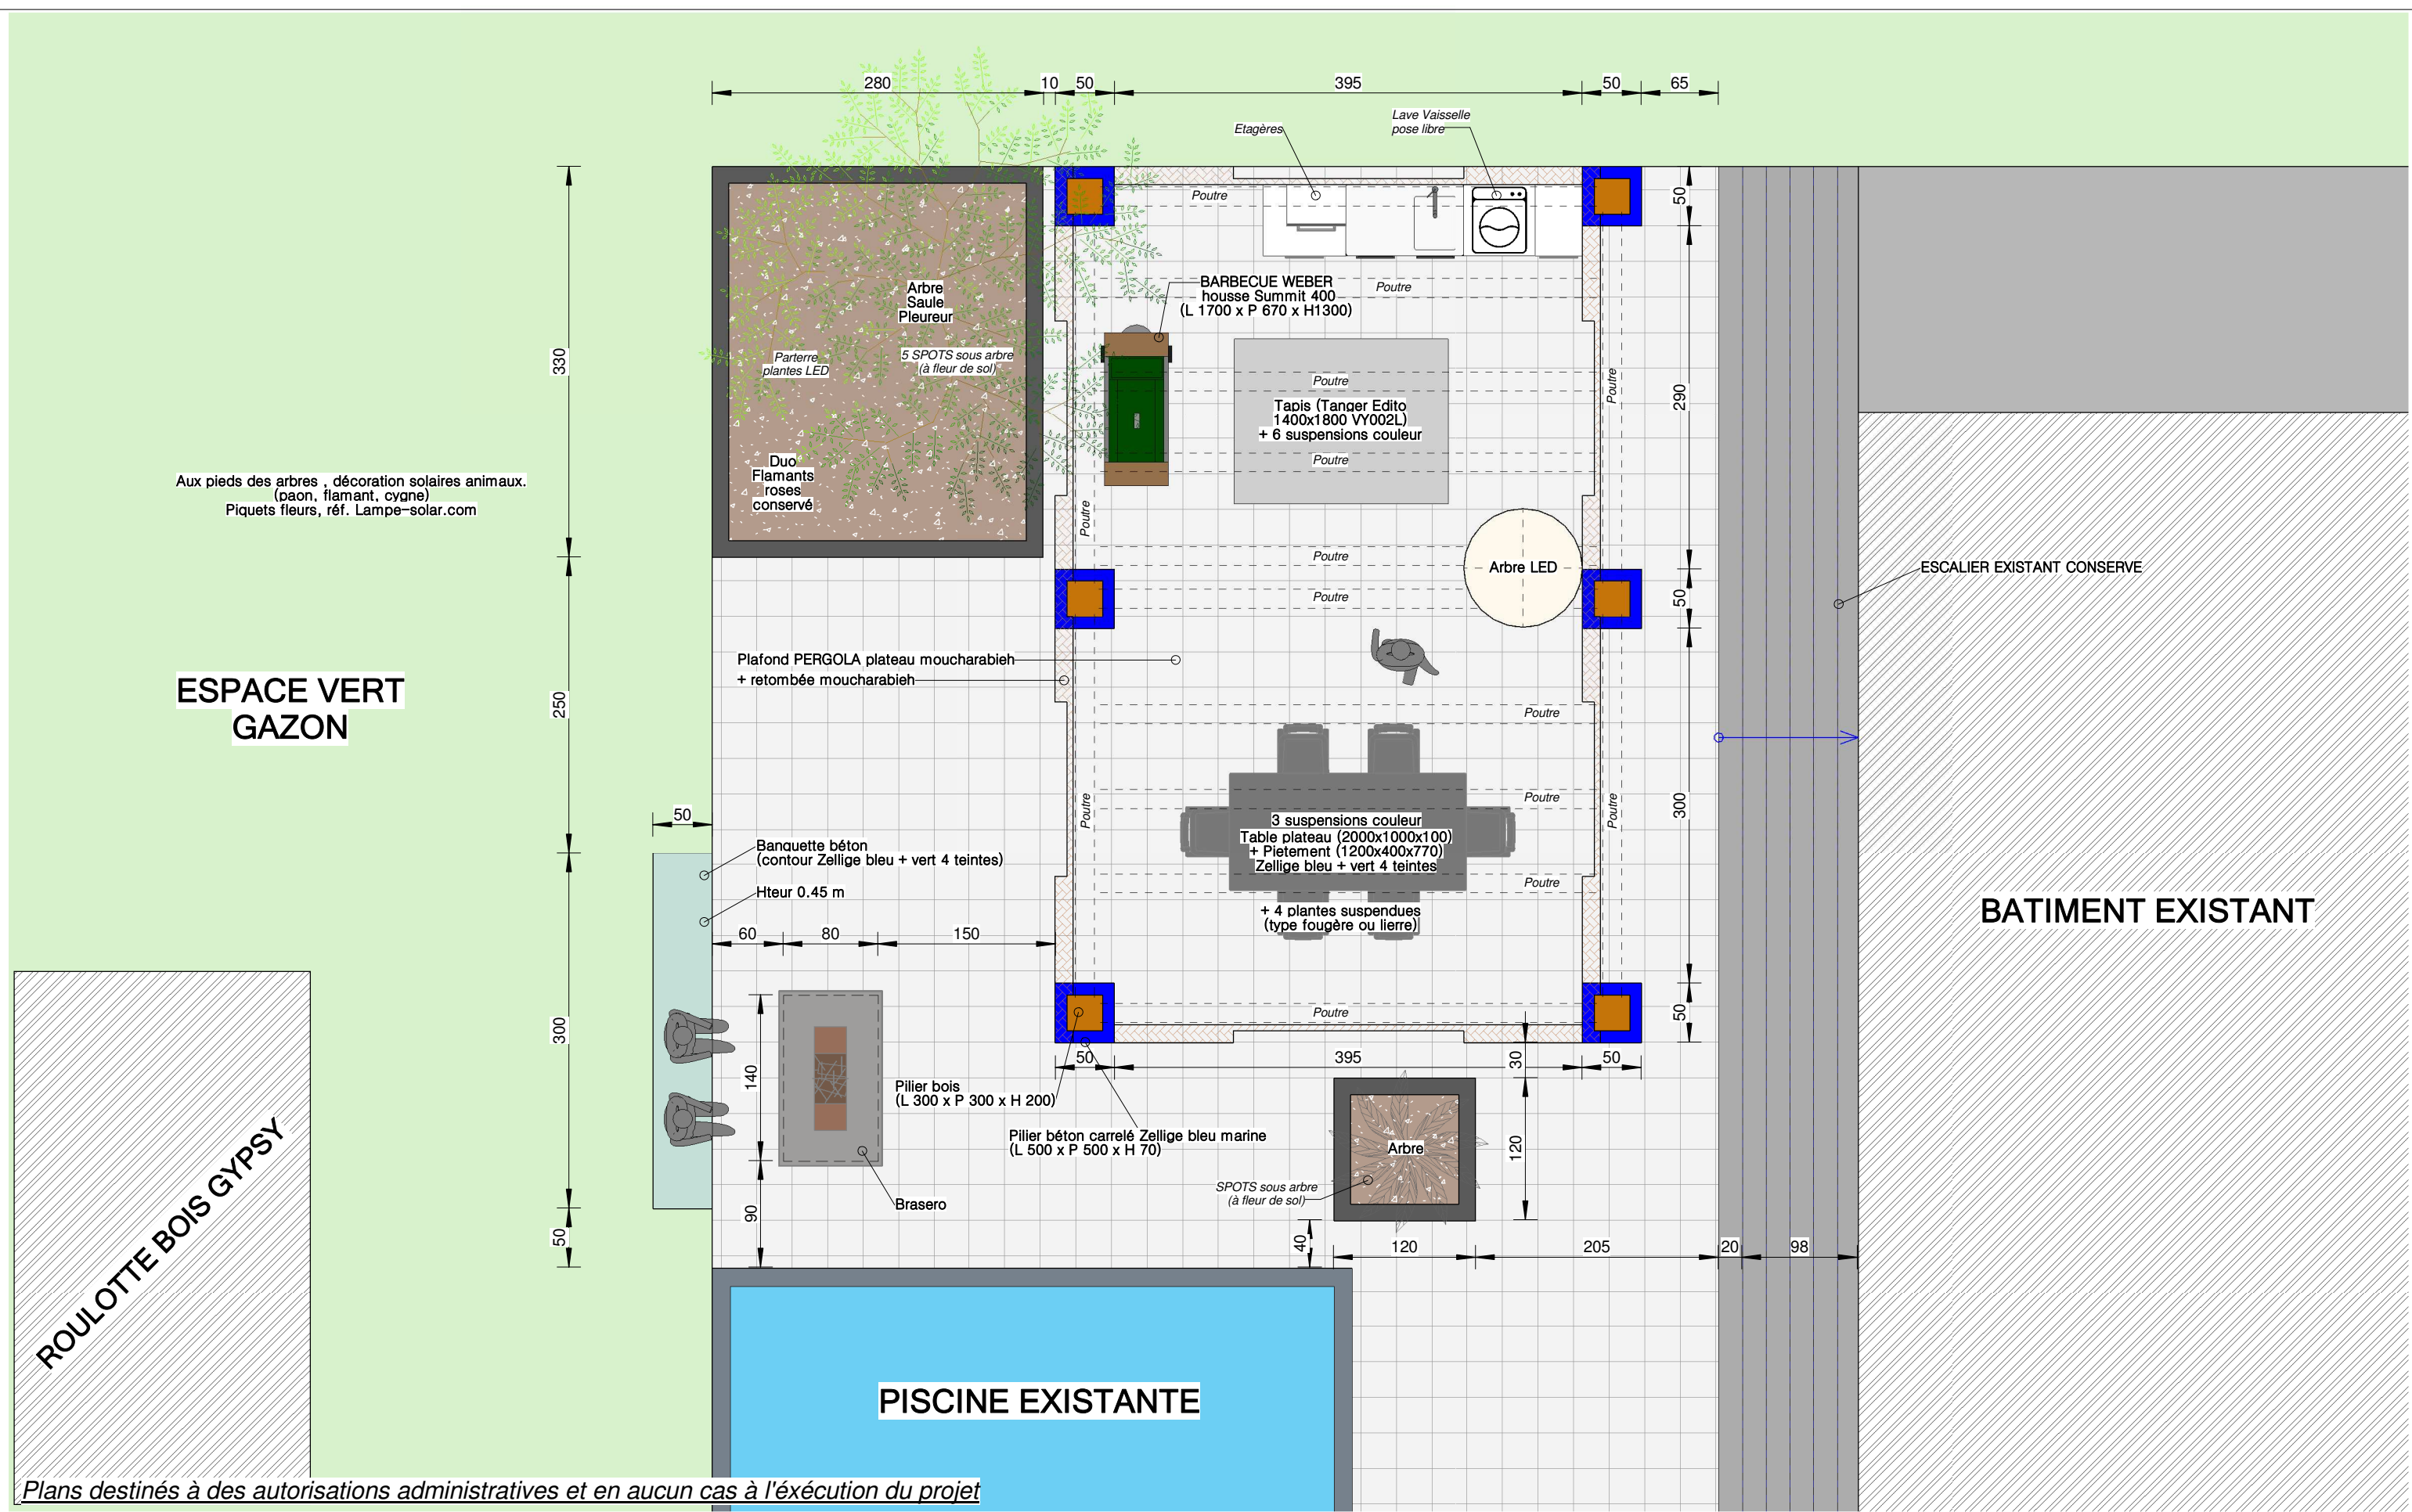 280
10
50
395
50
65
Etagères
Lave Vaisselle
pose libre
50
Poutre
Poutre
BARBECUE WEBER
housse Summit 400
(L 1700 x P 670 x H1300)
Arbre
Saule
Pleureur
Parterre
plantes LED
5 SPOTS sous arbre
(à fleur de sol)
330
Poutre
Tapis (Tanger Edito
1400x1800 VY002L)
+ 6 suspensions couleur
Poutre
Poutre
290
Duo
Flamants
roses
conservé
Aux pieds des arbres , décoration solaires animaux.
(paon, flamant, cygne)
Piquets fleurs, réf. Lampe-solar.com
Poutre
Poutre
Arbre LED
Poutre
50
ESCALIER EXISTANT CONSERVE
Plafond PERGOLA plateau moucharabieh
+ retombée moucharabieh
ESPACE VERT
GAZON
250
Poutre
Poutre
Poutre
Poutre
300
50
3 suspensions couleur
Table plateau (2000x1000x100)
+ Pietement (1200x400x770)
Zellige bleu + vert 4 teintes
Banquette béton
(contour Zellige bleu + vert 4 teintes)
Hteur 0.45 m
Poutre
+ 4 plantes suspendues
(type fougère ou lierre)
BATIMENT EXISTANT
60
80
150
Poutre
50
300
50
395
30
50
140
Pilier bois
(L 300 x P 300 x H 200)
Pilier béton carrelé Zellige bleu marine
(L 500 x P 500 x H 70)
Arbre
120
SPOTS sous arbre
(à fleur de sol)
Brasero
90
50
40
120
205
20
98
ROULOTTE BOIS GYPSY
PISCINE EXISTANTE
Plans destinés à des autorisations administratives et en aucun cas à l'éxécution du projet